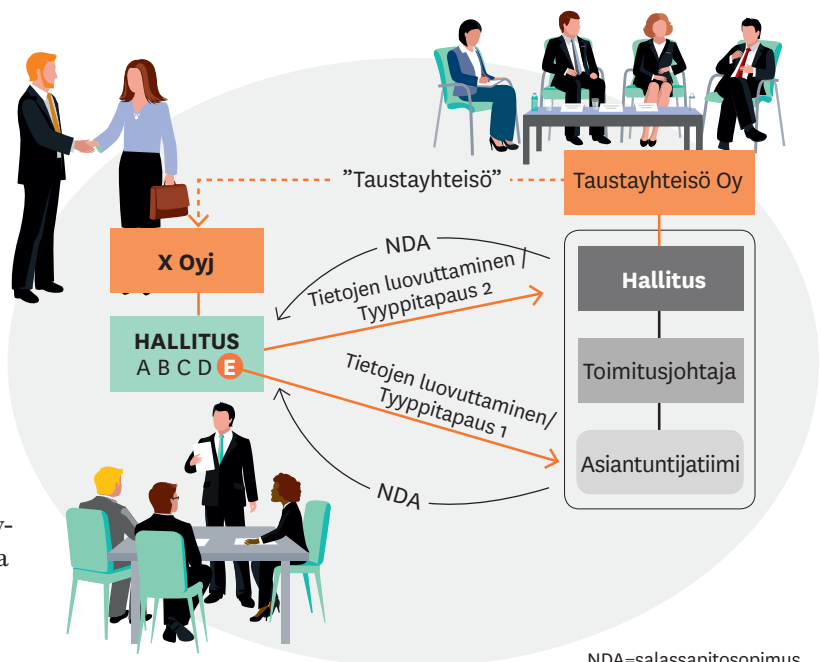 "Taustayhteisö"
Taustayhteisö Oy
X Oyj
NDA
Hallitus
Tietojen luovuttaminen /
Tyyppitapaus 2
HALLITUS
A B C D E
Toimitusjohtaja
Tietojen luovuttaminen/
Tyyppitapaus 1
Asiantuntijatiimi
NDA
a
NDA=salassapitosopimus